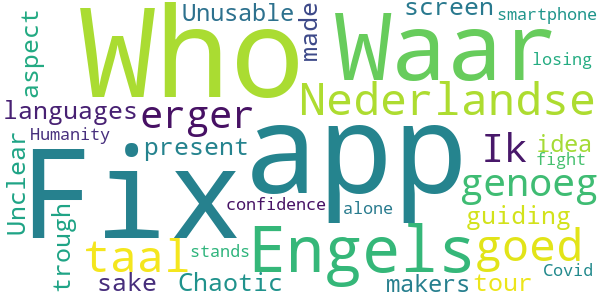 Who
Waar
Unusable
made
screen
smartphone
aspect
losing
Nederlandse
languages
erger
Humanity
app
Ik
idea
fight
present
Unclear
Fix
genoeg
confidence
alone
guiding
trough
taal
Engels
goed
stands
Covid
sake
Chaotic
makers
tour